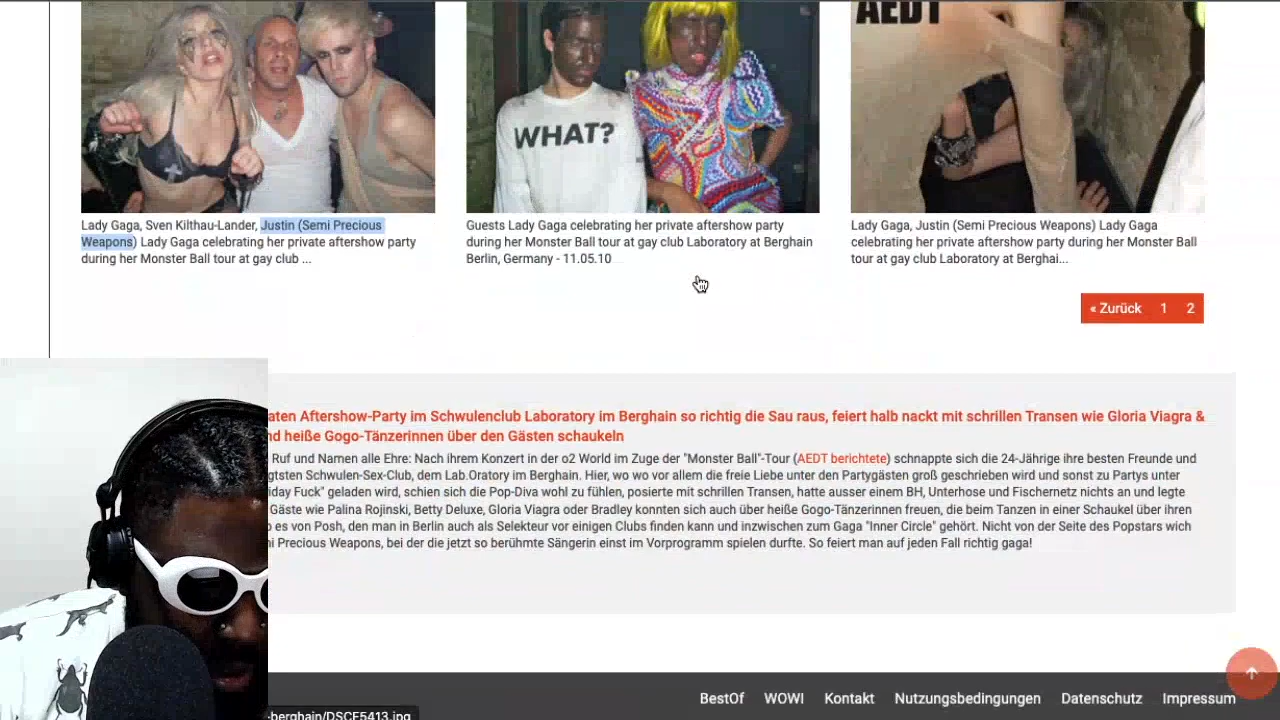 AEDT
WHAT?
Lady Gaga, Sven Kilthau-Lander, Justin (Semi Precious
Weapons) Lady Gaga celebrating her private aftershow party
during her Monster Ball tour at gay club ...
Guests Lady Gaga celebrating her private aftershow party
during her Monster Ball tour at gay club Laboratory at Berghain
Berlin, Germany - 11.05.10
Lady Gaga, Justin (Semi Precious Weapons) Lady Gaga
celebrating her private aftershow party during her Monster Ball
tour at gay club Laboratory at Berghai...
« Zurück 1 2
aten Aftershow-Party im Schwulenclub Laboratory im Berghain so richtig die Sau raus, feiert halb nackt mit schrillen Transen wie Gloria Viagra &
nd heiße Gogo-Tänzerinnen über den Gästen schaukeln
Ruf und Namen alle Ehre: Nach ihrem Konzert in der o2 World im Zuge der "Monster Ball"-Tour (AEDT berichtete) schnappte sich die 24-Jährige ihre besten Freunde und
gtsten Schwulen-Sex-Club, dem Lab.Oratory im Berghain. Hier, wo wo vor allem die freie Liebe unter den Partygästen groß geschrieben wird und sonst zu Partys unter
iday Fuck" geladen wird, schien sich die Pop-Diva wohl zu fühlen, posierte mit schrillen Transen, hatte ausser einem BH, Unterhose und Fischernetz nichts an und legte
Gäste wie Palina Rojinski, Betty Deluxe, Gloria Viagra oder Bradley konnten sich auch über heiße Gogo-Tänzerinnen freuen, die beim Tanzen in einer Schaukel über ihren
o es von Posh, den man in Berlin auch als Selekteur vor einigen Clubs finden kann und inzwischen zum Gaga "Inner Circle" gehört. Nicht von der Seite des Popstars wich
i Precious Weapons, bei der die jetzt so berühmte Sängerin einst im Vorprogramm spielen durfte. So feiert man auf jeden Fall richtig gaga!
BestOf WOW! Kontakt Nutzungsbedingungen Datenschutz Impressum
-berghain/DSCF5413.jpg